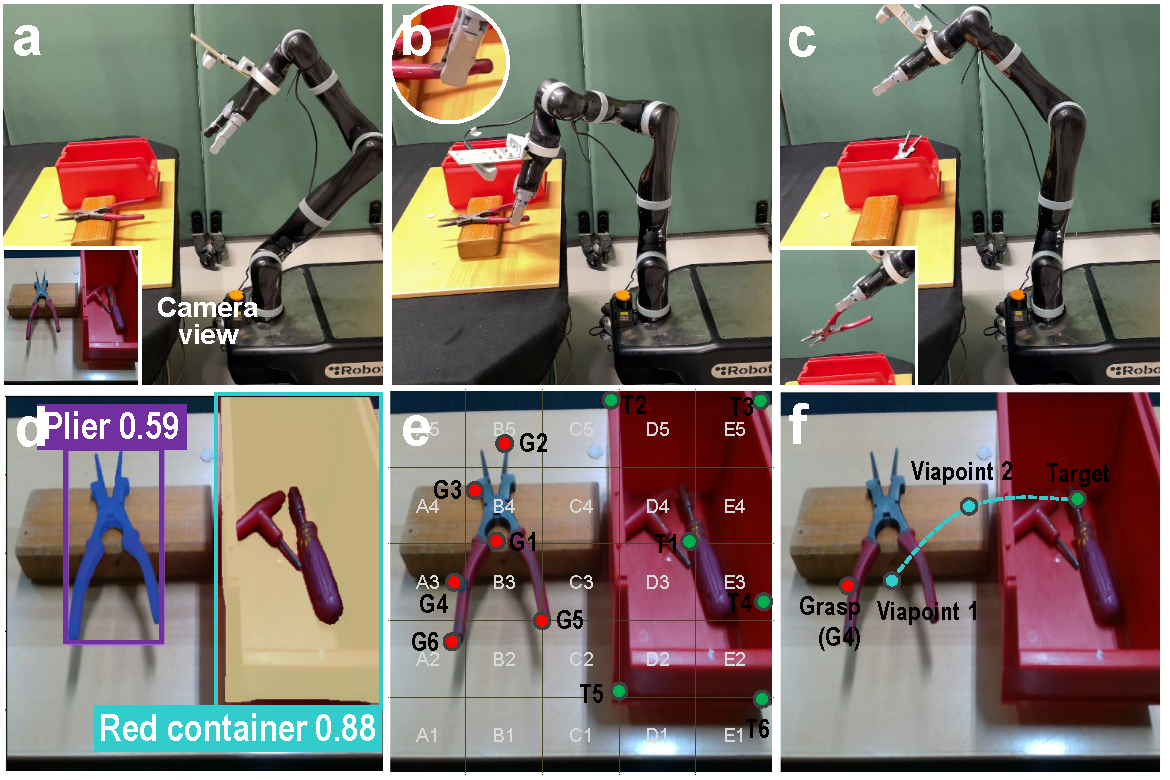 a
b
c
Camera
view
Robot
Robot
Robot
d
Plier 0.59
Red container 0.88
e
B5
C5
D5
E5
A4
B4
C4
D4
E4
A3
B3
C3
D3
E3
A2
B2
C2
D2
E2
A1
B1
C1
D1
E1
G2
G3
G1
G4
G5
G6
T2
T3
T1
T4
T5
T6
f
Viapoint 2
Target
Viapoint 1
Grasp
(G4)